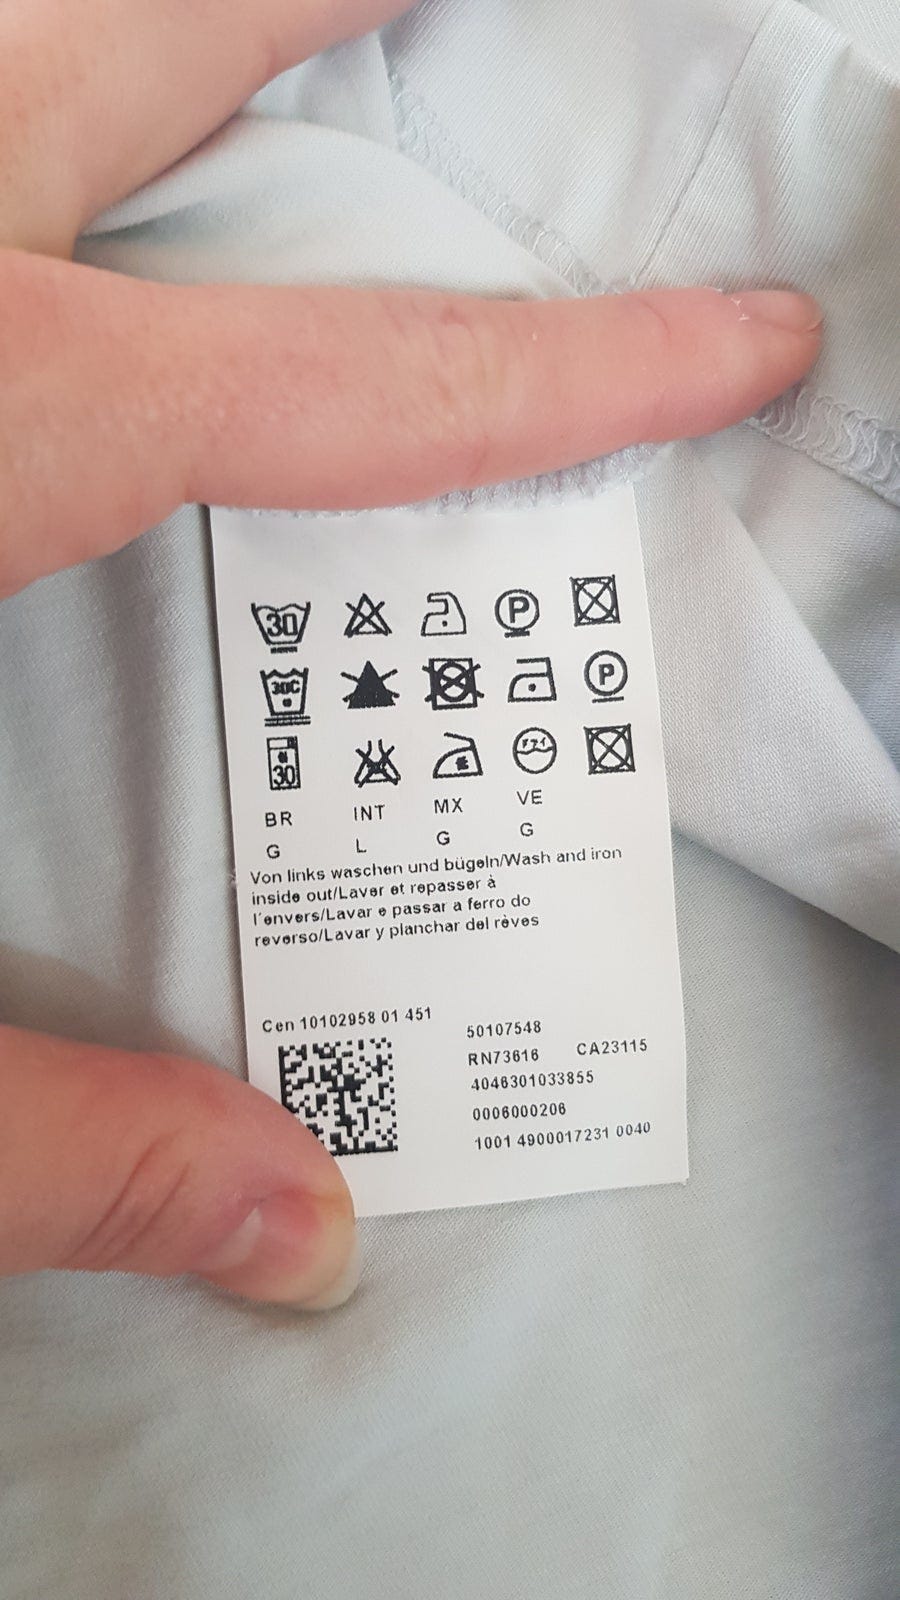 30 P
30C P
30
BR INT MX VE
G L G G
Von links waschen und bügeln/Wash and iron
inside out/Laver et repasser à
l´envers/Lavar e passar a ferro do
reverso/Lavar y planchar del rèves
Cen 10102958 01 451
50107548
RN73616 CA23115
4046301033855
0006000206
1001 4900017231 0040